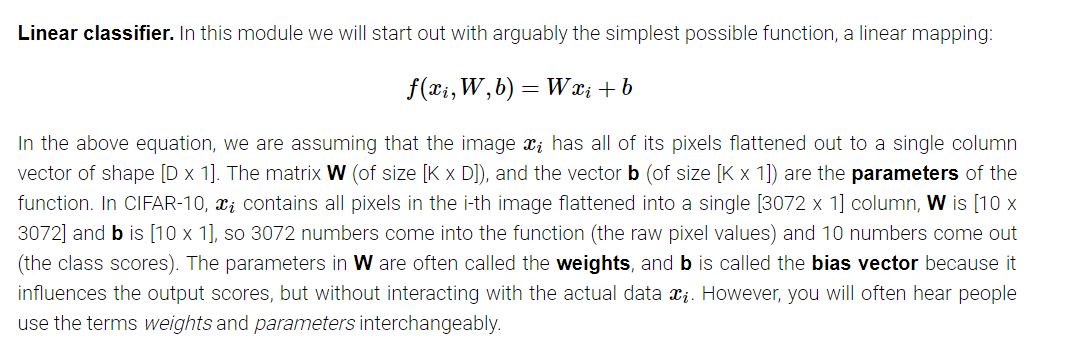 Linear classifier. In this module we will start out with arguably the simplest possible function, a linear mapping:
f(xᵢ, W, b) = Wxᵢ + b
In the above equation, we are assuming that the image xᵢ has all of its pixels flattened out to a single column
vector of shape [D x 1]. The matrix W (of size [K x D]), and the vector b (of size [K x 1]) are the parameters of the
function. In CIFAR-10, xᵢ contains all pixels in the i-th image flattened into a single [3072 x 1] column, W is [10 x
3072] and b is [10 x 1], so 3072 numbers come into the function (the raw pixel values) and 10 numbers come out
(the class scores). The parameters in W are often called the weights, and b is called the bias vector because it
influences the output scores, but without interacting with the actual data xᵢ. However, you will often hear people
use the terms weights and parameters interchangeably.